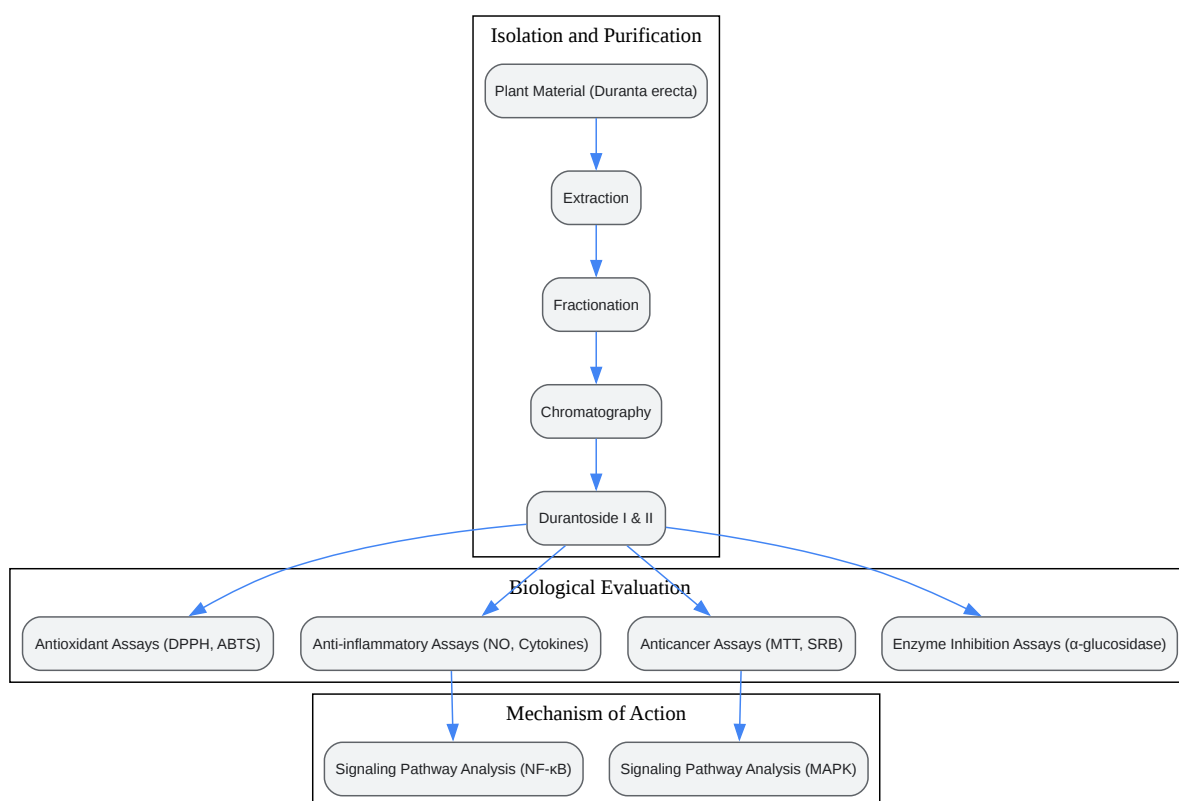 Isolation and Purification
Plant Material (Duranta erecta)
Extraction
Fractionation
Chromatography
Durantoside I & II
Biological Evaluation
Antioxidant Assays (DPPH, ABTS)
Anti-inflammatory Assays (NO, Cytokines)
Anticancer Assays (MTT, SRB)
Enzyme Inhibition Assays (α-glucosidase)
Mechanism of Action
Signaling Pathway Analysis (NF-κB)
Signaling Pathway Analysis (MAPK)